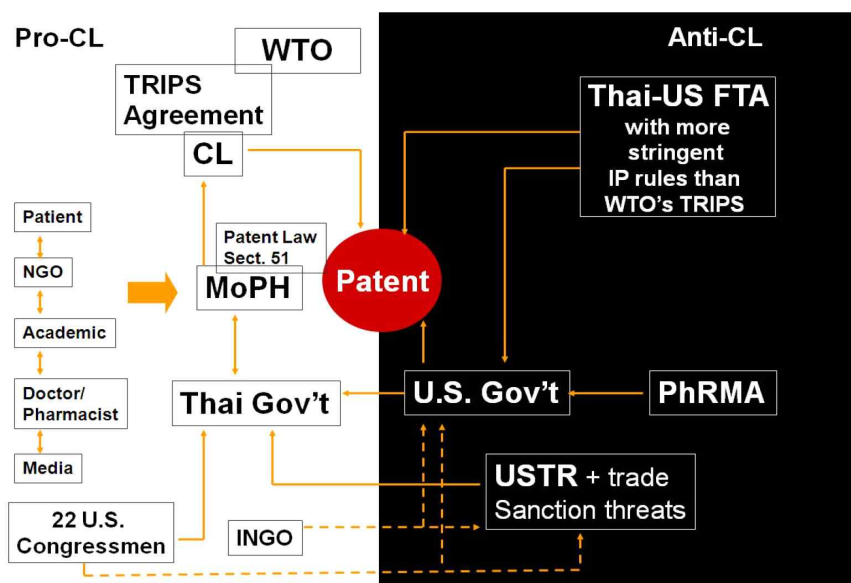 Pro-CL
WTO
Anti-CL
TRIPS
Agreement
CL
Thai-US FTA
with more
stringent
IP rules than
WTO's TRIPS
Patient
NGO
Academic
Doctor/
Pharmacist
Media
Patent Law
Sect. 51
MoPH
Patent
Thai Gov't
U.S. Gov't
PhRMA
USTR + trade
Sanction threats
22 U.S.
Congressmen
INGO